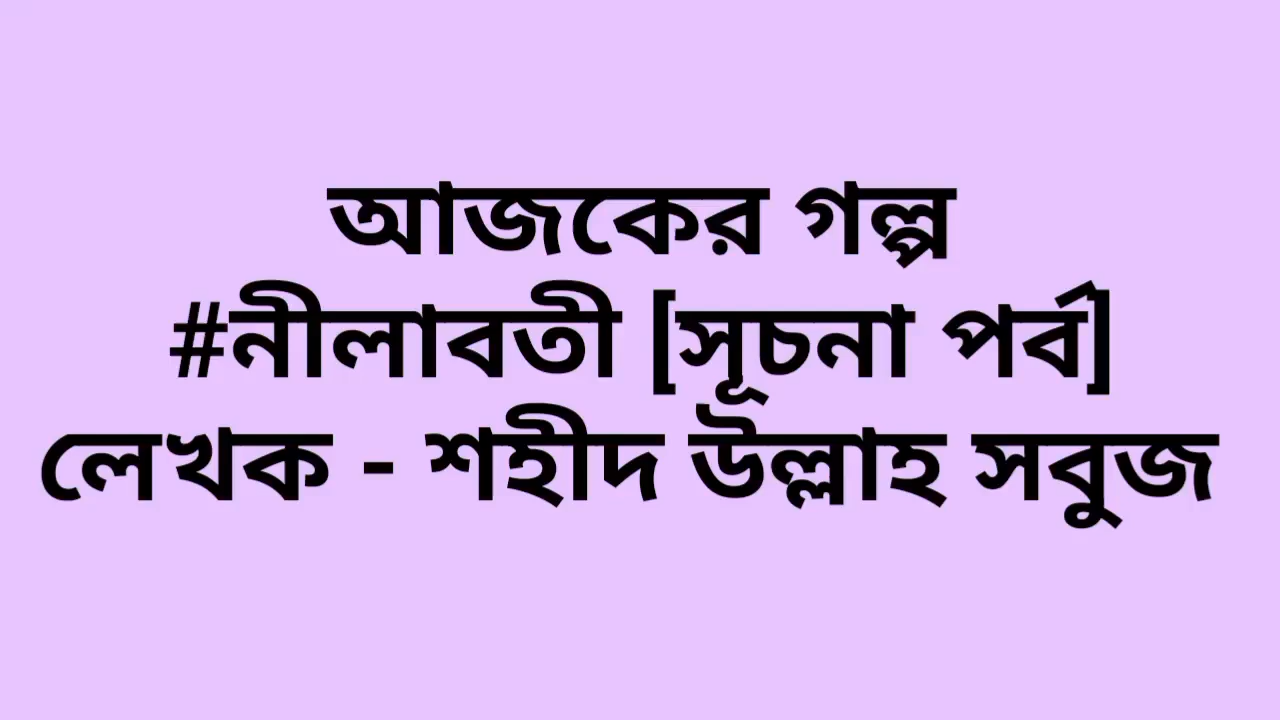 আজকের গল্প
#নীলাবতী [সূচনা পর্ব]
লেখক - শহীদ উল্লাহ সবুজ